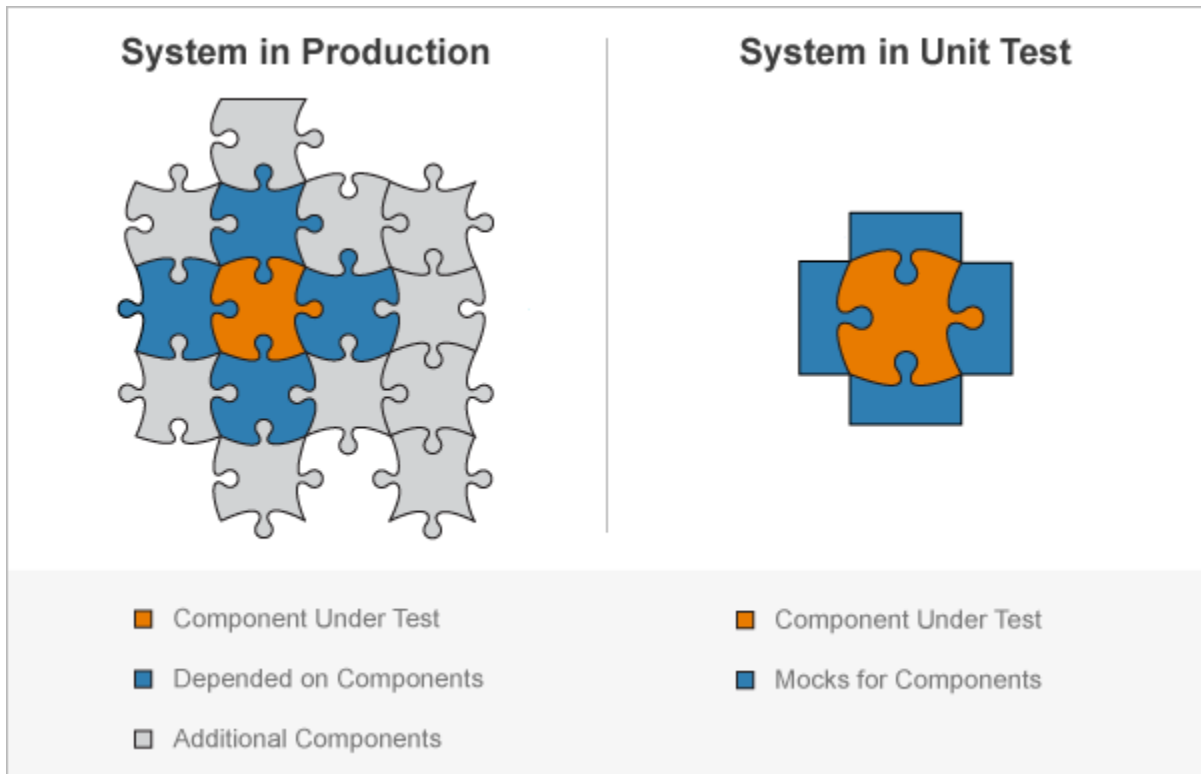 System in Production
System in Unit Test
Component Under Test
Depended on Components
Additional Components
Component Under Test
Mocks for Components